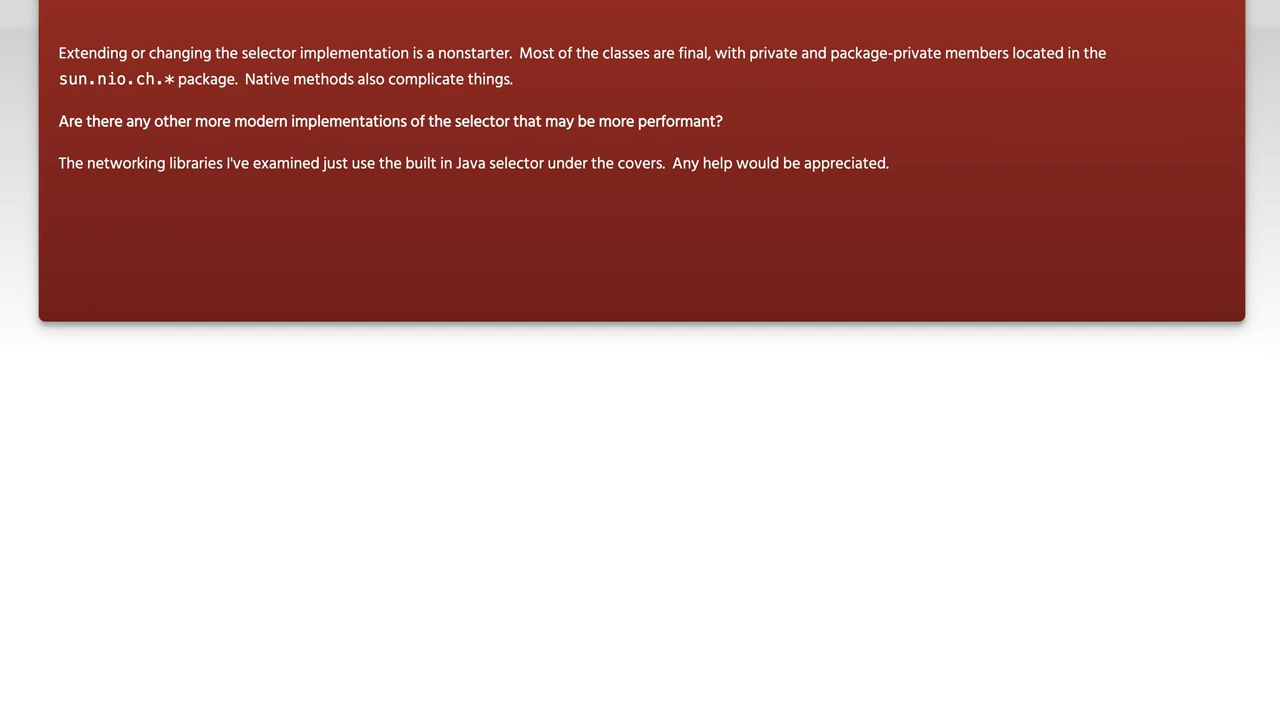 Extending or changing the selector implementation is a nonstarter.  Most of the classes are final, with private and package-private members located in the
sun.nio.ch.* package.  Native methods also complicate things.
Are there any other more modern implementations of the selector that may be more performant?
The networking libraries I've examined just use the built in Java selector under the covers.  Any help would be appreciated.